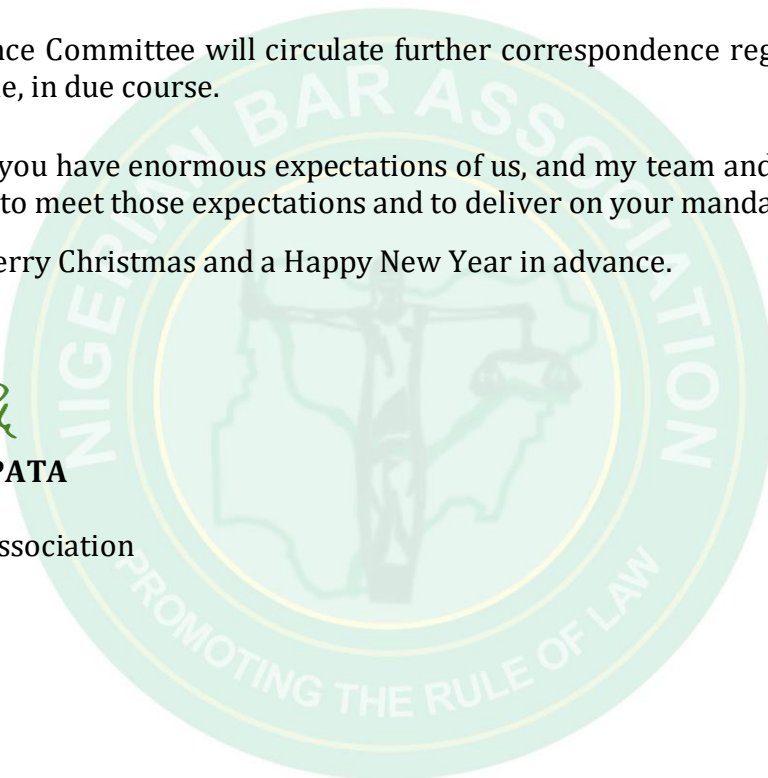 nce Committee will circulate further correspondence reg
e, in due course.
you have enormous expectations of us, and my team and
to meet those expectations and to deliver on your manda
erry Christmas and a Happy New Year in advance.
PATA
ssociation
NIGERIAN BAR ASSOCIATION
PROMOTING THE RULE OF LAW